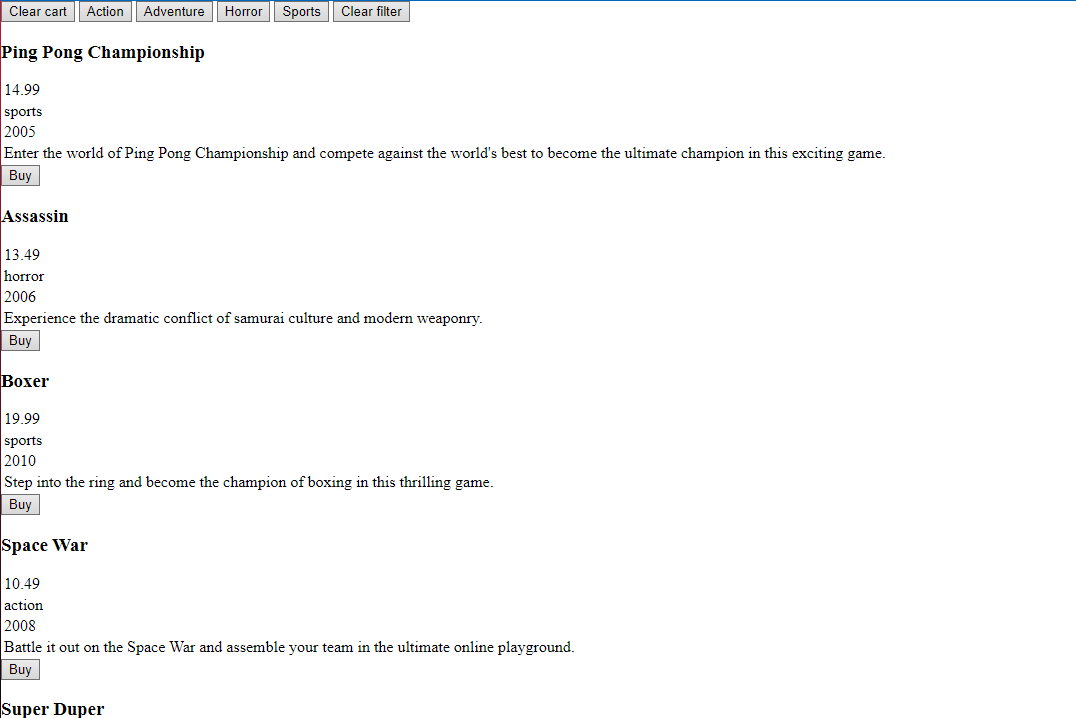 Clear cart Action Adventure Horror Sports Clear filter
Ping Pong Championship
14.99
sports
2005
Enter the world of Ping Pong Championship and compete against the world's best to become the ultimate champion in this exciting game.
Buy
Assassin
13.49
horror
2006
Experience the dramatic conflict of samurai culture and modern weaponry.
Buy
Boxer
19.99
sports
2010
Step into the ring and become the champion of boxing in this thrilling game.
Buy
Space War
10.49
action
2008
Battle it out on the Space War and assemble your team in the ultimate online playground.
Buy
Super Duper